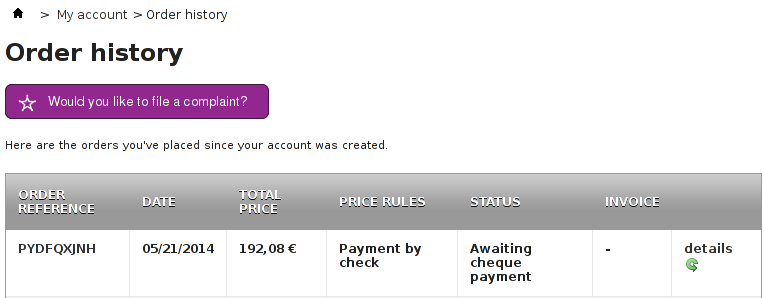 > My account > Order history
Order history
Would you like to file a complaint?
Here are the orders you've placed since your account was created.
ORDER REFERENCE DATE TOTAL PRICE PRICE RULES STATUS INVOICE
PYDFQXJNH 05/21/2014 192,08 € Payment by check Awaiting cheque payment - details